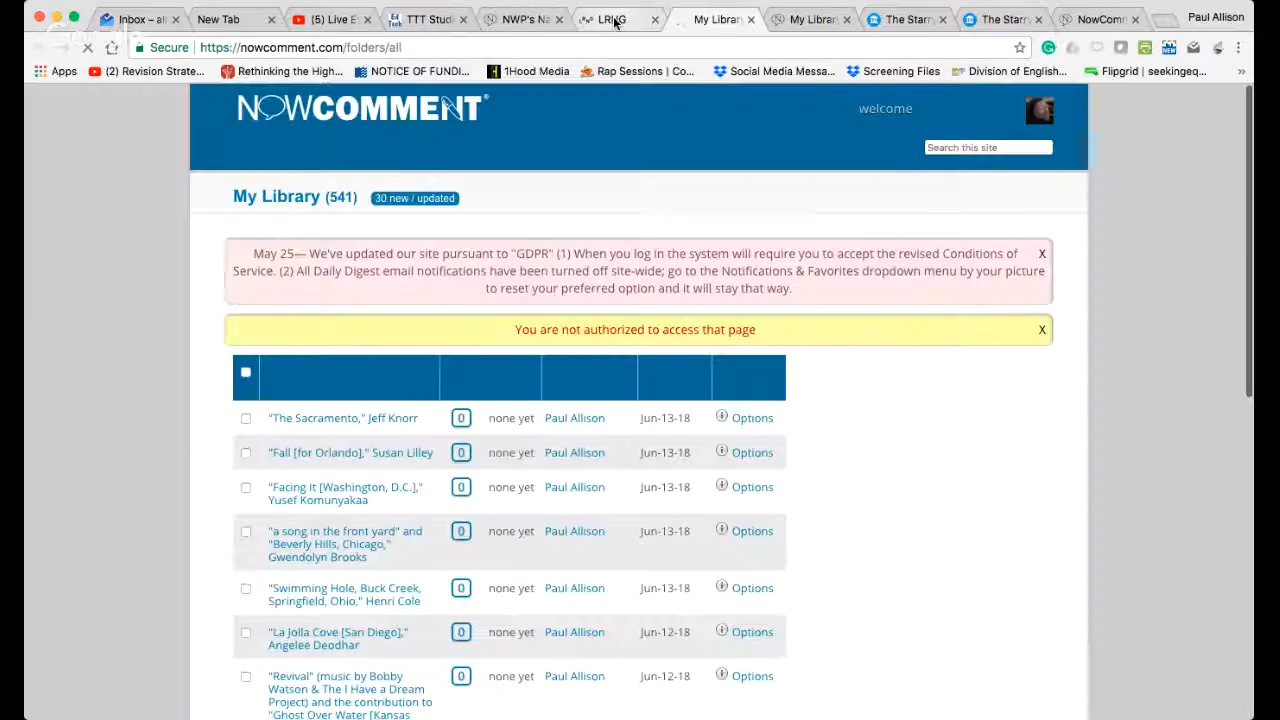 Inbox – all
New Tab
(5) Live E
TTT Studi
NWP's Na
LRNG
My Library
My Library
The Starr
The Starr
NowComm
Paul Allison
Secure https://nowcomment.com/folders/all
Apps (2) Revision Strate... Rethinking the High... NOTICE OF FUNDI... 1Hood Media Rap Sessions | Co... Social Media Messa... Screening Files Division of English... Flipgrid | seekingeq... »
NOWCOMMENT®
welcome
Search this site
My Library (541) 30 new / updated
May 25— We've updated our site pursuant to "GDPR" (1) When you log in the system will require you to accept the revised Conditions of X
Service. (2) All Daily Digest email notifications have been turned off site-wide; go to the Notifications & Favorites dropdown menu by your picture
to reset your preferred option and it will stay that way.
You are not authorized to access that page X
"The Sacramento," Jeff Knorr 0 none yet Paul Allison Jun-13-18 Options
"Fall [for Orlando]," Susan Lilley 0 none yet Paul Allison Jun-13-18 Options
"Facing It [Washington, D.C.]," 0 none yet Paul Allison Jun-13-18 Options
Yusef Komunyakaa
"a song in the front yard" and 0 none yet Paul Allison Jun-13-18 Options
"Beverly Hills, Chicago,"
Gwendolyn Brooks
"Swimming Hole, Buck Creek, 0 none yet Paul Allison Jun-13-18 Options
Springfield, Ohio," Henri Cole
"La Jolla Cove [San Diego]," 0 none yet Paul Allison Jun-12-18 Options
Angelee Deodhar
"Revival" (music by Bobby 0 none yet Paul Allison Jun-12-18 Options
Watson & The I Have a Dream
Project) and the contribution to
"Ghost Over Water [Kansas